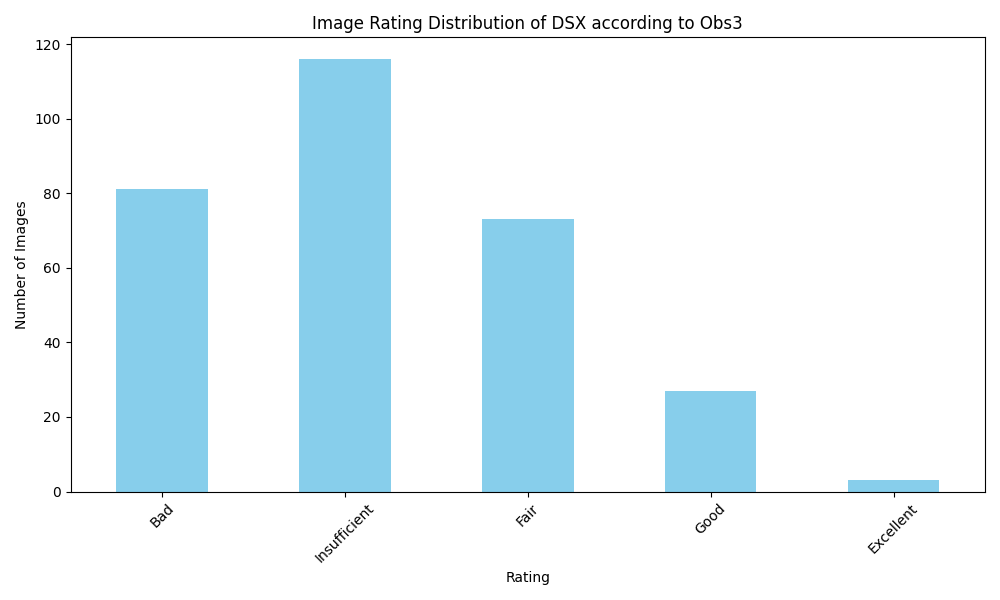 Image Rating Distribution of DSX according to Obs3
120
100
80
60
40
20
0
Number of Images
Bad
Insufficient
Fair
Good
Excellent
Rating